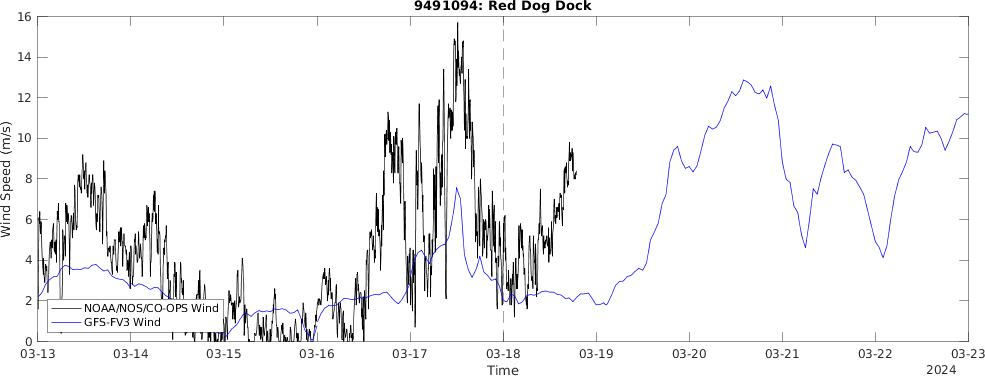 9491094: Red Dog Dock
Wind Speed (m/s)
16
14
12
10
8
6
4
2
0
NOAA/NOS/CO-OPS Wind
GFS-FV3 Wind
03-13 03-14 03-15 03-16 03-17 03-18 03-19 03-20 03-21 03-22 03-23
Time
2024